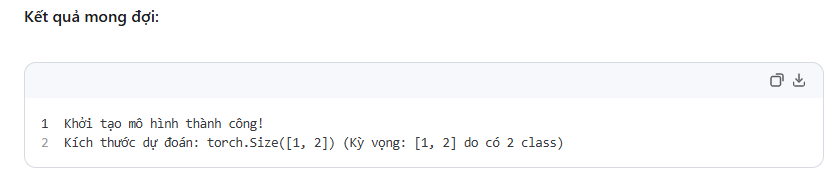 Kết quả mong đợi:
1 Khởi tạo mô hình thành công!
2 Kích thước dự đoán: torch.Size([1, 2]) (Kỳ vọng: [1, 2] do có 2 class)